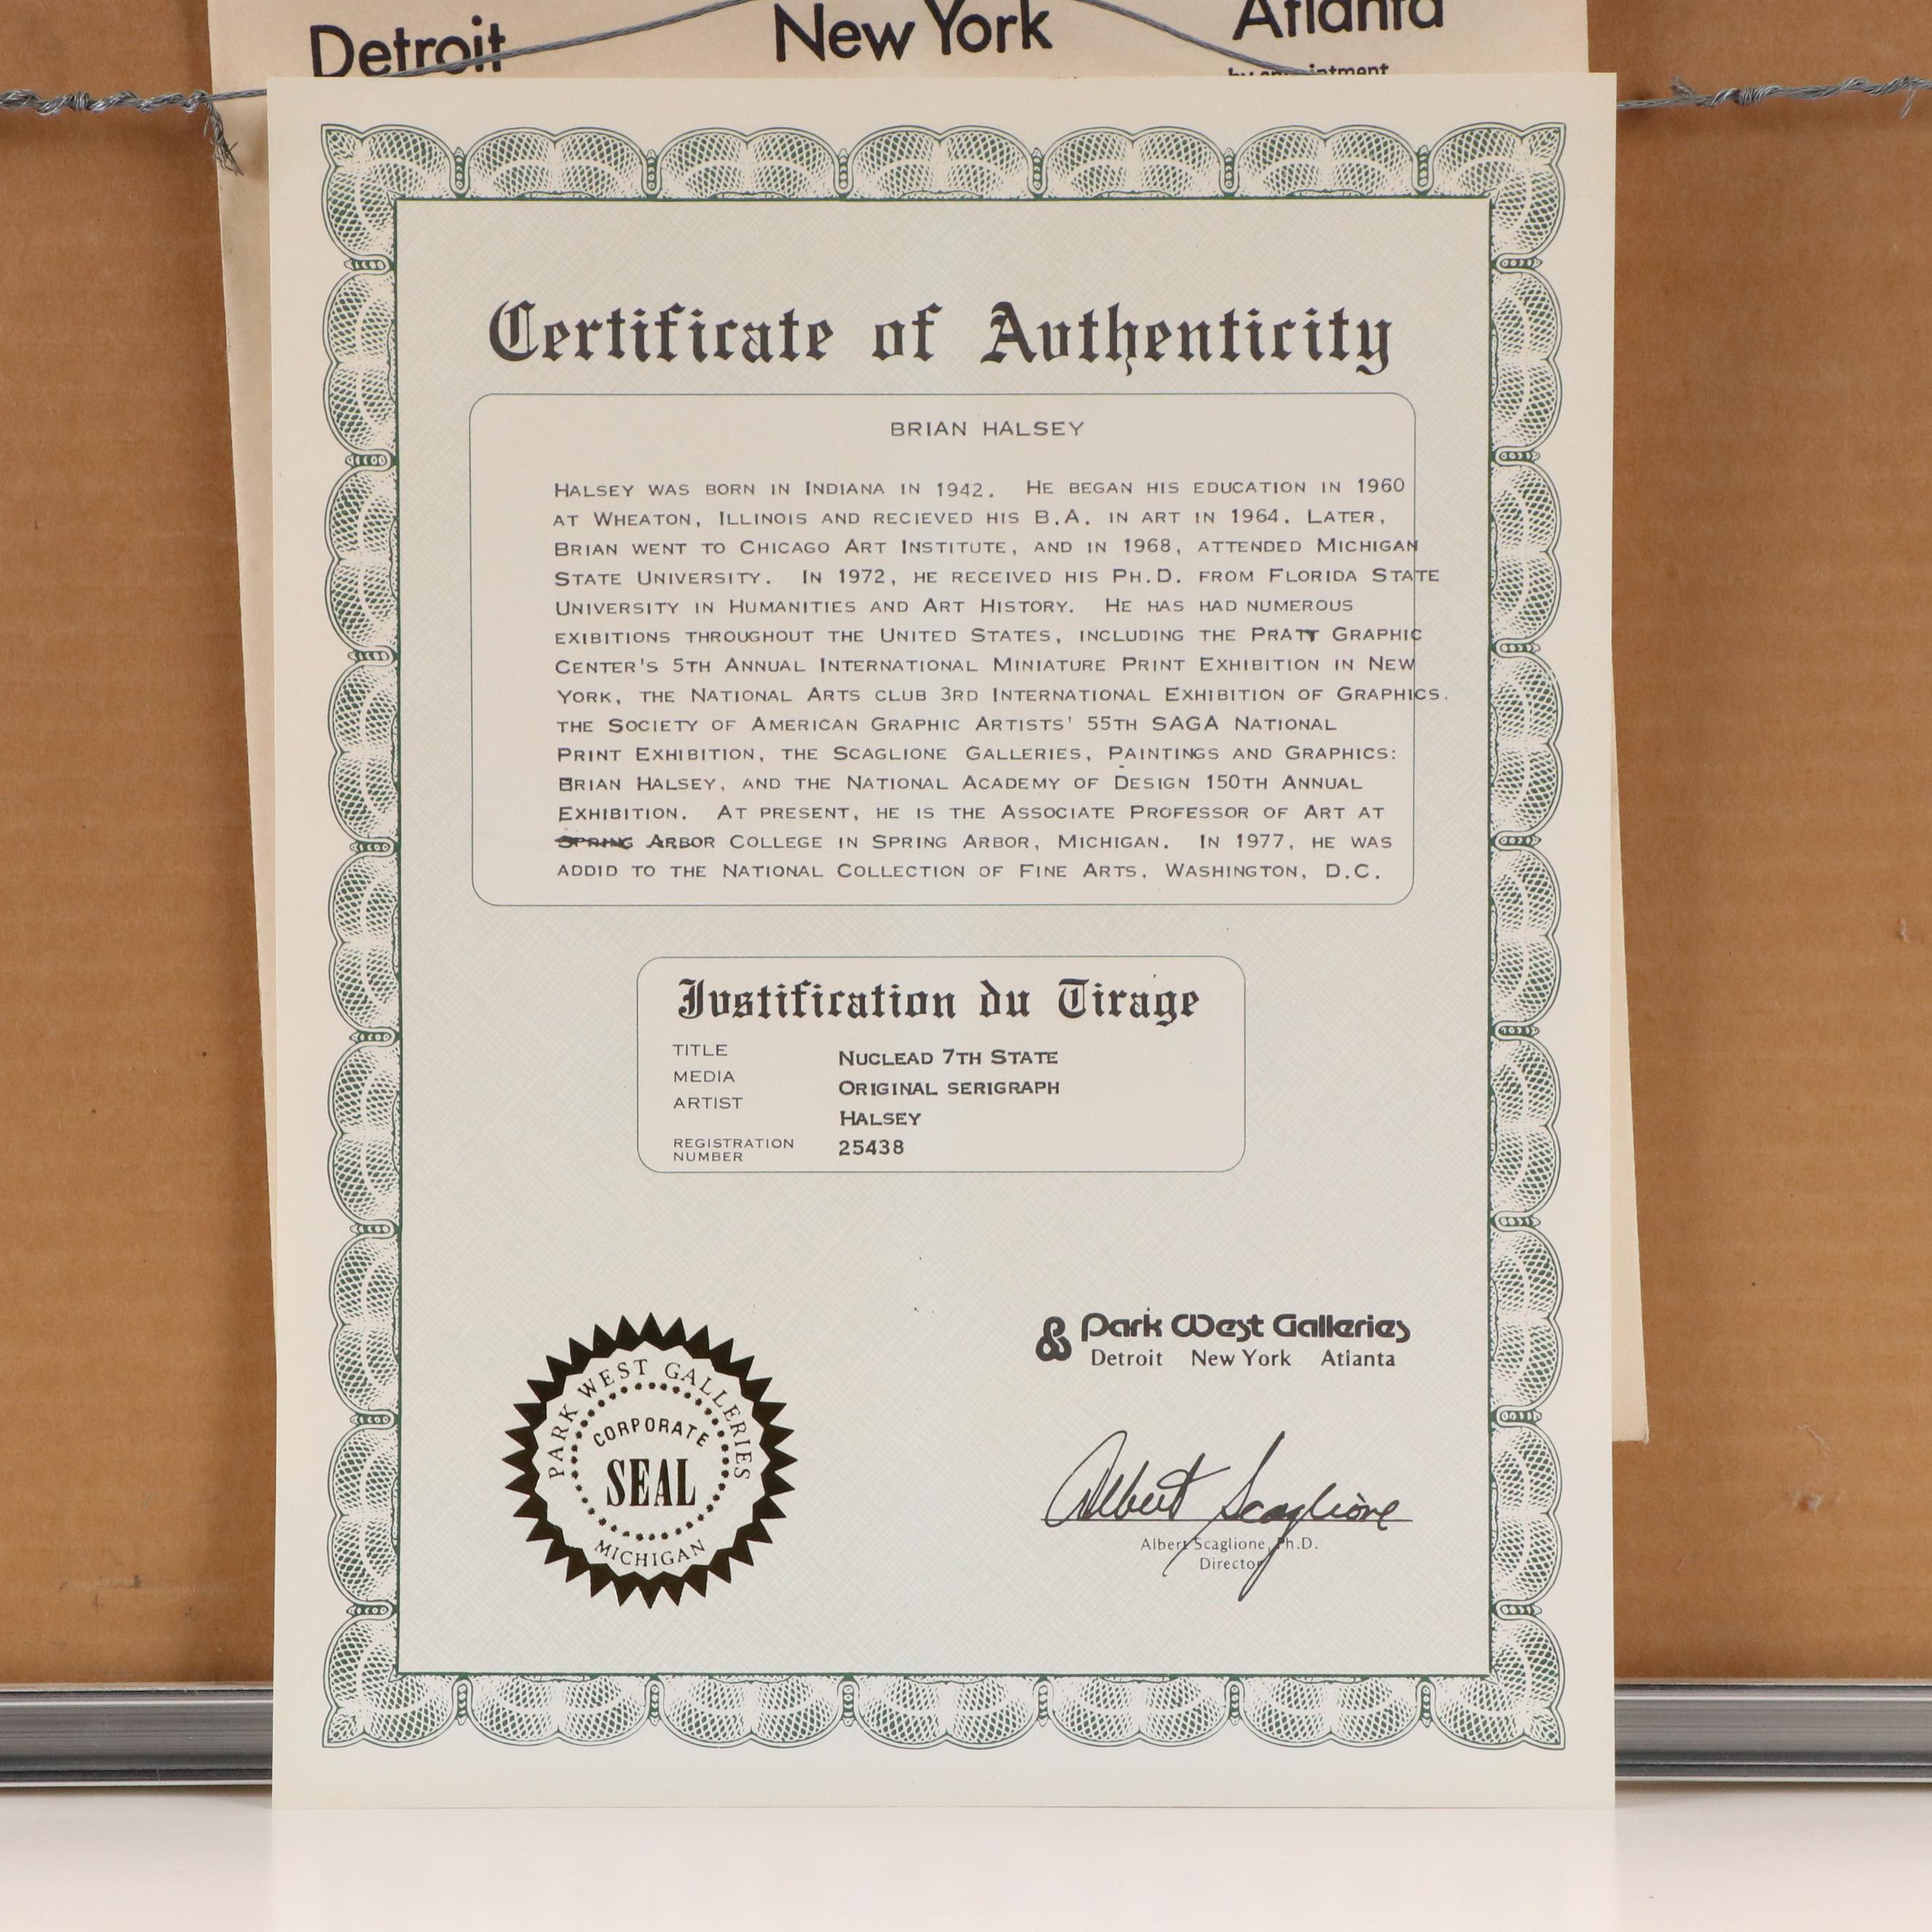 Detroit New York Atlanta
by appointment
Certificate of Authenticity
BRIAN HALSEY
HALSEY WAS BORN IN INDIANA IN 1942. HE BEGAN HIS EDUCATION IN 1960
AT WHEATON, ILLINOIS AND RECIEVED HIS B.A. IN ART IN 1964. LATER,
BRIAN WENT TO CHICAGO ART INSTITUTE, AND IN 1968, ATTENDED MICHIGAN
STATE UNIVERSITY. IN 1972, HE RECEIVED HIS PH.D. FROM FLORIDA STATE
UNIVERSITY IN HUMANITIES AND ART HISTORY. HE HAS HAD NUMEROUS
EXIBITIONS THROUGHOUT THE UNITED STATES, INCLUDING THE PRATT GRAPHIC
CENTER'S 5TH ANNUAL INTERNATIONAL MINIATURE PRINT EXHIBITION IN NEW
YORK, THE NATIONAL ARTS CLUB 3RD INTERNATIONAL EXHIBITION OF GRAPHICS.
THE SOCIETY OF AMERICAN GRAPHIC ARTISTS' 55TH SAGA NATIONAL
PRINT EXHIBITION, THE SCAGLIONE GALLERIES, PAINTINGS AND GRAPHICS:
BRIAN HALSEY, AND THE NATIONAL ACADEMY OF DESIGN 150TH ANNUAL
EXHIBITION. AT PRESENT, HE IS THE ASSOCIATE PROFESSOR OF ART AT
SPRING ARBOR COLLEGE IN SPRING ARBOR, MICHIGAN. IN 1977, HE WAS
ADDID TO THE NATIONAL COLLECTION OF FINE ARTS, WASHINGTON, D.C.
Justification du Tirage
TITLE NUCLEAD 7TH STATE
MEDIA ORIGINAL SERIGRAPH
ARTIST HALSEY
REGISTRATION NUMBER 25438
PARK WEST GALLERIES
CORPORATE
SEAL
MICHIGAN
Park West Galleries
Detroit New York Atlanta
Albert Scaglione
Albert Scaglione, Ph.D.
Director